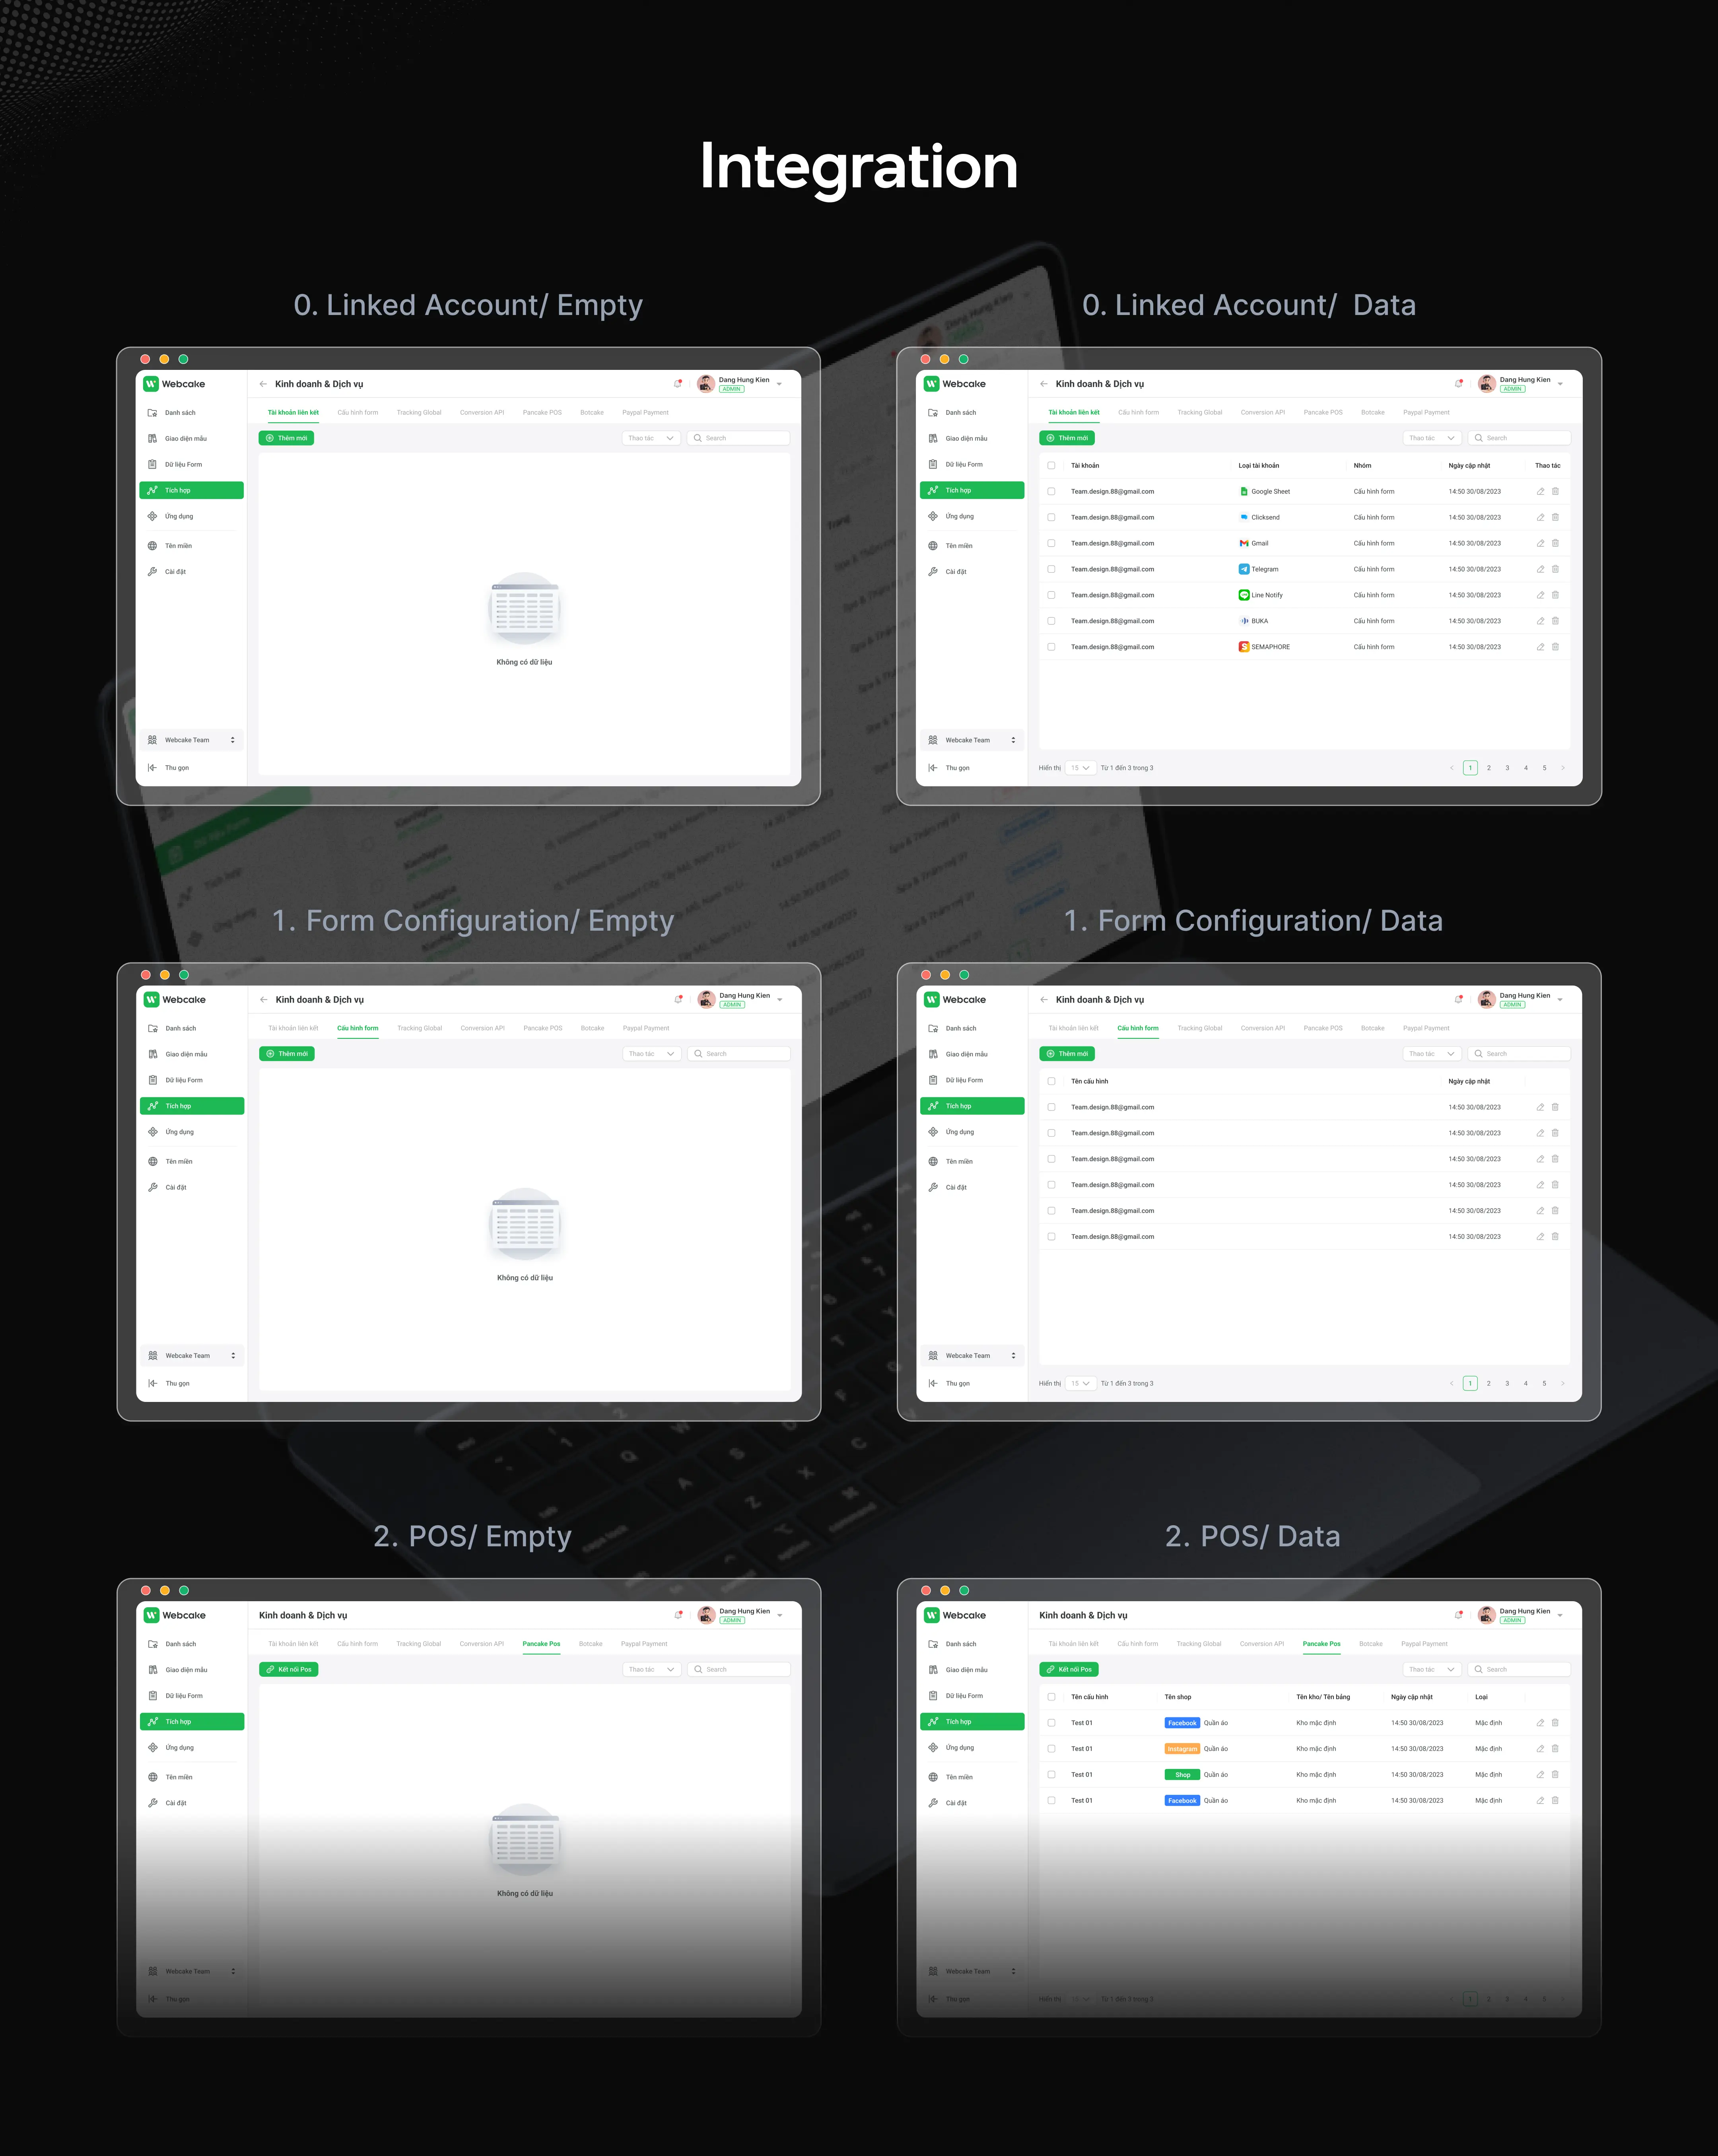 Integration
0. Linked Account/ Empty
Webcake
Kinh doanh & Dịch vụ
Dang Hung Kien
ADMIN
Danh sách
Giao diện mẫu
Dữ liệu Form
Tích hợp
Ứng dụng
Tên miền
Cài đặt
Webcake Team
Thu gọn
Tài khoản liên kết Cấu hình form Tracking Global Conversion API Pancake POS Botcake Paypal Payment
Thêm mới Thao tác Search
Không có dữ liệu
0. Linked Account/ Data
Webcake
Kinh doanh & Dịch vụ
Dang Hung Kien
ADMIN
Danh sách
Giao diện mẫu
Dữ liệu Form
Tích hợp
Ứng dụng
Tên miền
Cài đặt
Webcake Team
Thu gọn
Tài khoản liên kết Cấu hình form Tracking Global Conversion API Pancake POS Botcake Paypal Payment
Thêm mới Thao tác Search
Tài khoản Loại tài khoản Nhóm Ngày cập nhật Thao tác
Team.design.88@gmail.com Google Sheet Cấu hình form 14:50 30/08/2023
Team.design.88@gmail.com Clicksend Cấu hình form 14:50 30/08/2023
Team.design.88@gmail.com Gmail Cấu hình form 14:50 30/08/2023
Team.design.88@gmail.com Telegram Cấu hình form 14:50 30/08/2023
Team.design.88@gmail.com Line Notify Cấu hình form 14:50 30/08/2023
Team.design.88@gmail.com BUKA Cấu hình form 14:50 30/08/2023
Team.design.88@gmail.com SEMAPHORE Cấu hình form 14:50 30/08/2023
Hiển thị 15 Từ 1 đến 3 trong 3 < 1 2 3 4 5 >
1. Form Configuration/ Empty
Webcake
Kinh doanh & Dịch vụ
Dang Hung Kien
ADMIN
Danh sách
Giao diện mẫu
Dữ liệu Form
Tích hợp
Ứng dụng
Tên miền
Cài đặt
Webcake Team
Thu gọn
Tài khoản liên kết Cấu hình form Tracking Global Conversion API Pancake POS Botcake Paypal Payment
Thêm mới Thao tác Search
Không có dữ liệu
1. Form Configuration/ Data
Webcake
Kinh doanh & Dịch vụ
Dang Hung Kien
ADMIN
Danh sách
Giao diện mẫu
Dữ liệu Form
Tích hợp
Ứng dụng
Tên miền
Cài đặt
Webcake Team
Thu gọn
Tài khoản liên kết Cấu hình form Tracking Global Conversion API Pancake POS Botcake Paypal Payment
Thêm mới Thao tác Search
Tên cấu hình Ngày cập nhật
Team.design.88@gmail.com 14:50 30/08/2023
Team.design.88@gmail.com 14:50 30/08/2023
Team.design.88@gmail.com 14:50 30/08/2023
Team.design.88@gmail.com 14:50 30/08/2023
Team.design.88@gmail.com 14:50 30/08/2023
Team.design.88@gmail.com 14:50 30/08/2023
Hiển thị 15 Từ 1 đến 3 trong 3 < 1 2 3 4 5 >
2. POS/ Empty
Webcake
Kinh doanh & Dịch vụ
Dang Hung Kien
ADMIN
Danh sách
Giao diện mẫu
Dữ liệu Form
Tích hợp
Ứng dụng
Tên miền
Cài đặt
Webcake Team
Thu gọn
Tài khoản liên kết Cấu hình form Tracking Global Conversion API Pancake Pos Botcake Paypal Payment
Kết nối Pos Thao tác Search
Không có dữ liệu
2. POS/ Data
Webcake
Kinh doanh & Dịch vụ
Dang Hung Kien
ADMIN
Danh sách
Giao diện mẫu
Dữ liệu Form
Tích hợp
Ứng dụng
Tên miền
Cài đặt
Webcake Team
Thu gọn
Tài khoản liên kết Cấu hình form Tracking Global Conversion API Pancake Pos Botcake Paypal Payment
Kết nối Pos Thao tác Search
Tên cấu hình Tên shop Tên kho/ Tên bảng Ngày cập nhật Loại
Test 01 Facebook Quần áo Kho mặc định 14:50 30/08/2023 Mặc định
Test 01 Instagram Quần áo Kho mặc định 14:50 30/08/2023 Mặc định
Test 01 Shop Quần áo Kho mặc định 14:50 30/08/2023 Mặc định
Test 01 Facebook Quần áo Kho mặc định 14:50 30/08/2023 Mặc định
Hiển thị 15 Từ 1 đến 3 trong 3 < 1 2 3 4 5 >